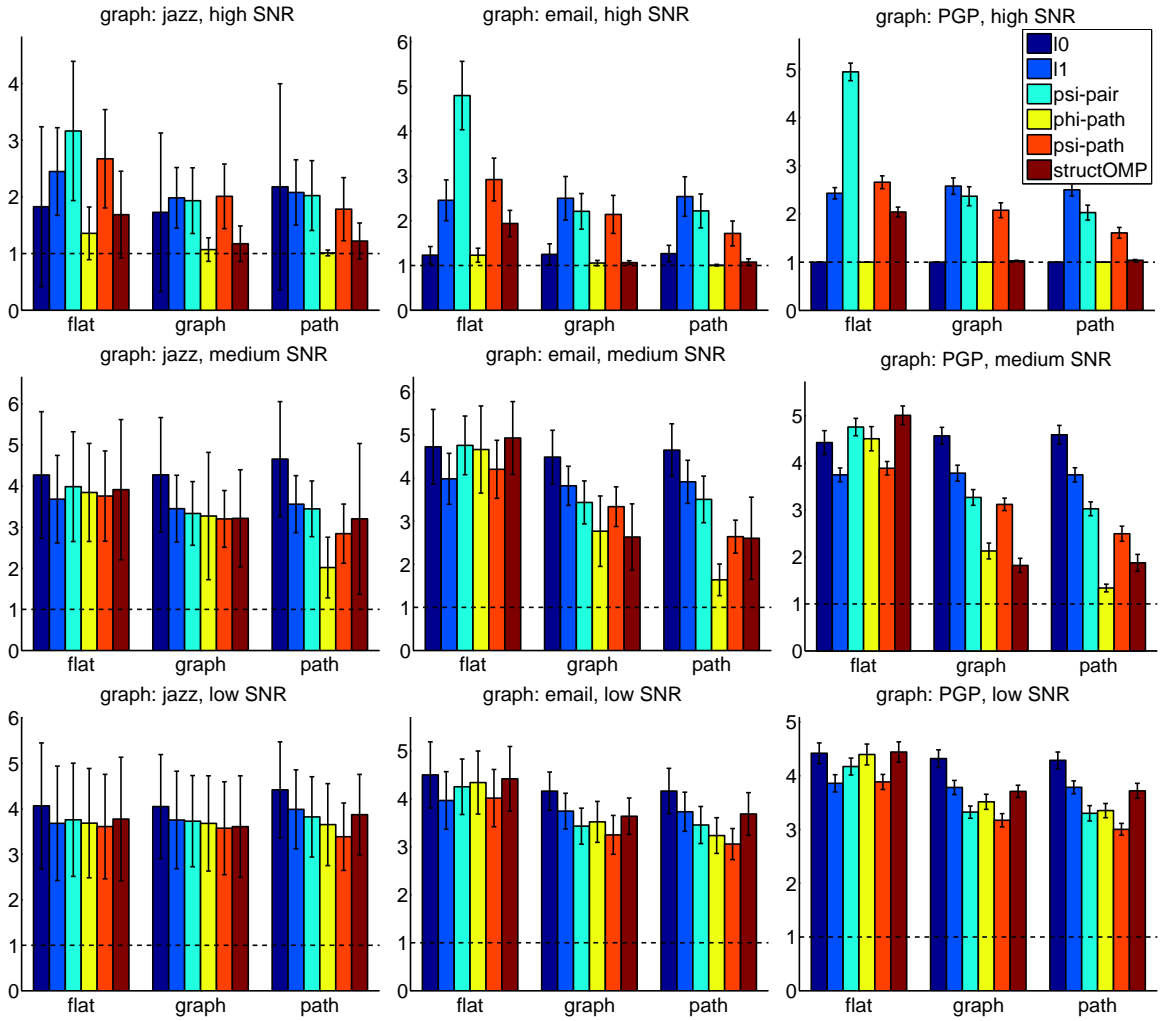 graph: jazz, high SNR
4
3
2
1
0
flat graph path
graph: email, high SNR
6
5
4
3
2
1
0
flat graph path
graph: PGP, high SNR
5
4
3
2
1
0
flat graph path
l0
l1
psi-pair
phi-path
psi-path
structOMP
graph: jazz, medium SNR
6
5
4
3
2
1
0
flat graph path
graph: email, medium SNR
6
5
4
3
2
1
0
flat graph path
graph: PGP, medium SNR
5
4
3
2
1
0
flat graph path
graph: jazz, low SNR
6
5
4
3
2
1
0
flat graph path
graph: email, low SNR
5
4
3
2
1
0
flat graph path
graph: PGP, low SNR
5
4
3
2
1
0
flat graph path